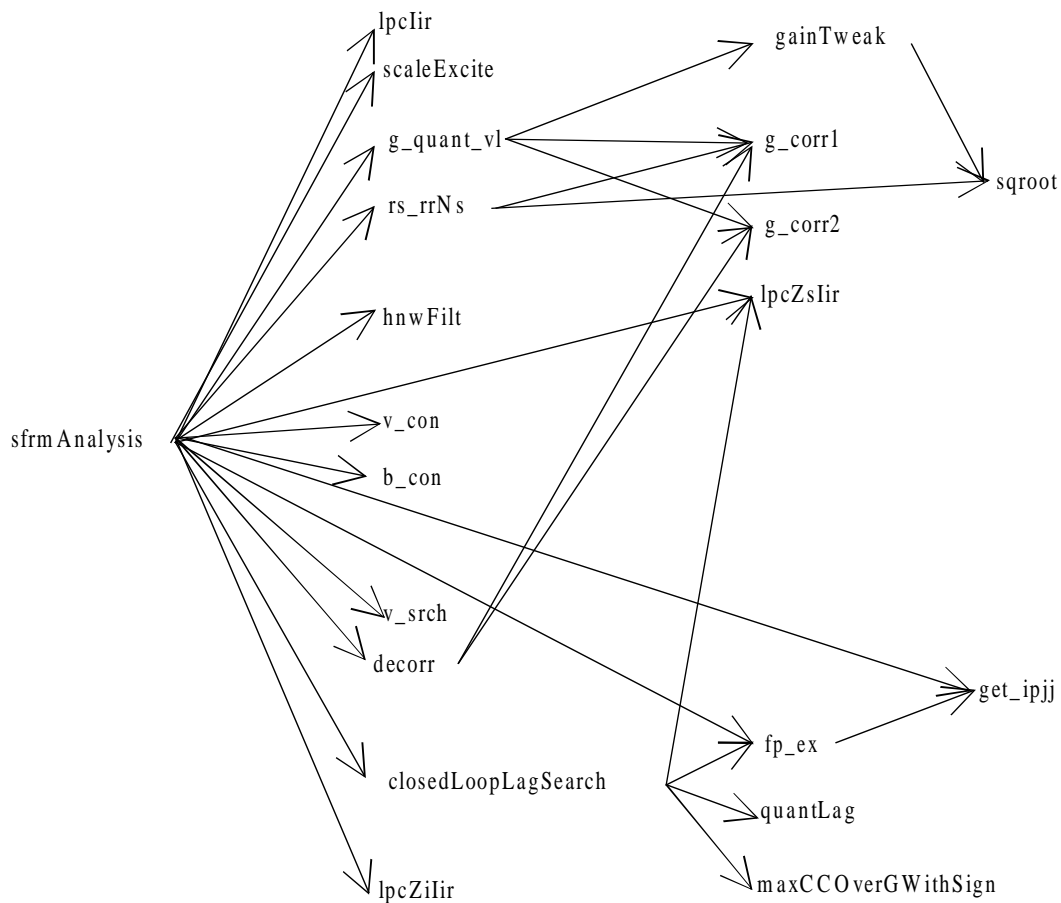 lpcIir
gainTweak
scaleExcite
g_quant_vl
g_corr1
sqroot
rs_rrNs
g_corr2
lpcZsIir
hnwFilt
v_con
sfrmAnalysis
b_con
v_srch
decorr
get_ipjj
fp_ex
closedLoopLagSearch
quantLag
lpcZiIir
maxCCOverGWithSign